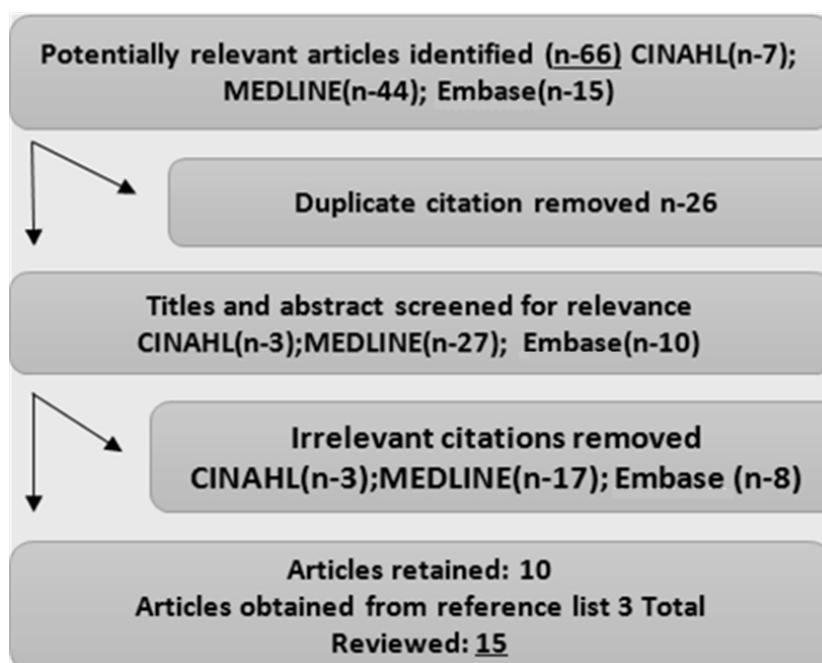 Potentially relevant articles identified (n-66) CINAHL(n-7);
MEDLINE(n-44); Embase(n-15)
Duplicate citation removed n-26
Titles and abstract screened for relevance
CINAHL(n-3);MEDLINE(n-27); Embase(n-10)
Irrelevant citations removed
CINAHL(n-3);MEDLINE(n-17); Embase (n-8)
Articles retained: 10
Articles obtained from reference list 3 Total
Reviewed: 15